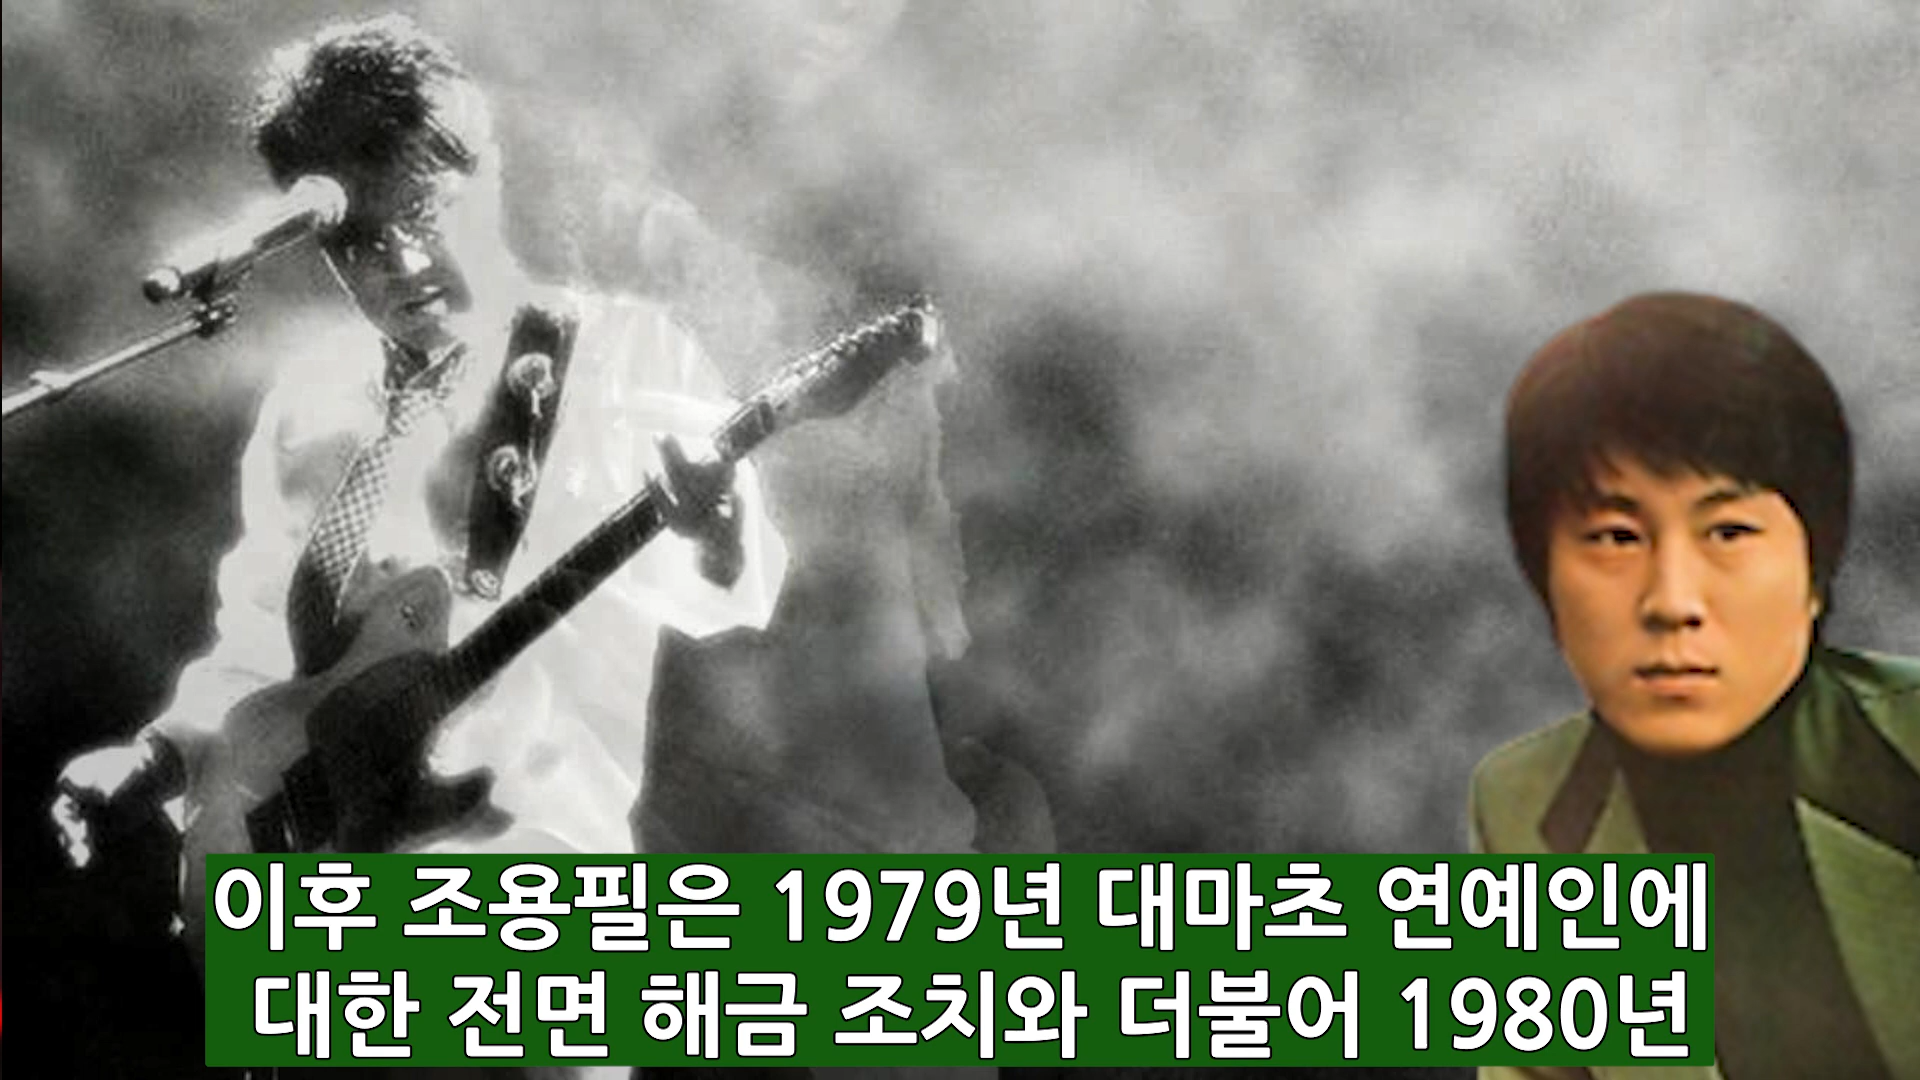 이후 조용필은 1979년 대마초 연예인에
대한 전면 해금 조치와 더불어 1980년